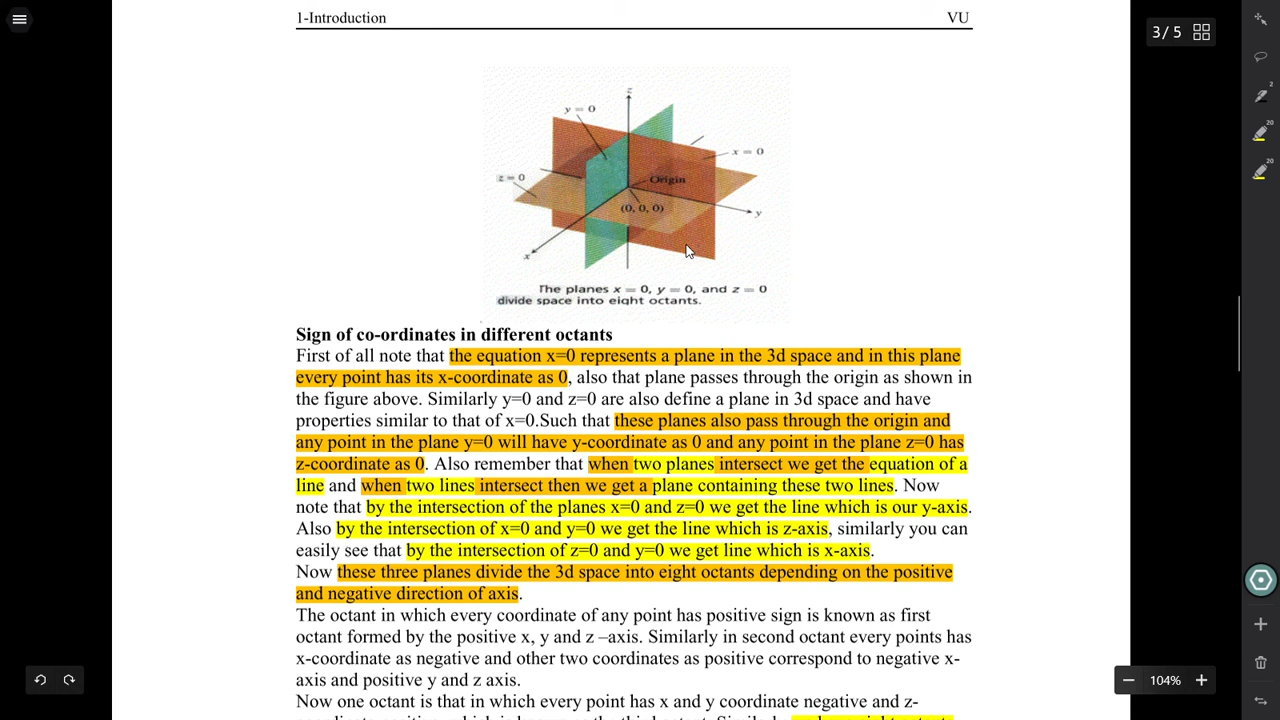 1-Introduction VU
3/5
z
y = 0
x = 0
z = 0
Origin
(0, 0, 0)
y
x
The planes x = 0, y = 0, and z = 0
divide space into eight octants.
Sign of co-ordinates in different octants
First of all note that the equation x=0 represents a plane in the 3d space and in this plane
every point has its x-coordinate as 0, also that plane passes through the origin as shown in
the figure above. Similarly y=0 and z=0 are also define a plane in 3d space and have
properties similar to that of x=0.Such that these planes also pass through the origin and
any point in the plane y=0 will have y-coordinate as 0 and any point in the plane z=0 has
z-coordinate as 0. Also remember that when two planes intersect we get the equation of a
line and when two lines intersect then we get a plane containing these two lines. Now
note that by the intersection of the planes x=0 and z=0 we get the line which is our y-axis.
Also by the intersection of x=0 and y=0 we get the line which is z-axis, similarly you can
easily see that by the intersection of z=0 and y=0 we get line which is x-axis.
Now these three planes divide the 3d space into eight octants depending on the positive
and negative direction of axis.
The octant in which every coordinate of any point has positive sign is known as first
octant formed by the positive x, y and z –axis. Similarly in second octant every points has
x-coordinate as negative and other two coordinates as positive correspond to negative x-
axis and positive y and z axis.
Now one octant is that in which every point has x and y coordinate negative and z-
2
20
20
104%